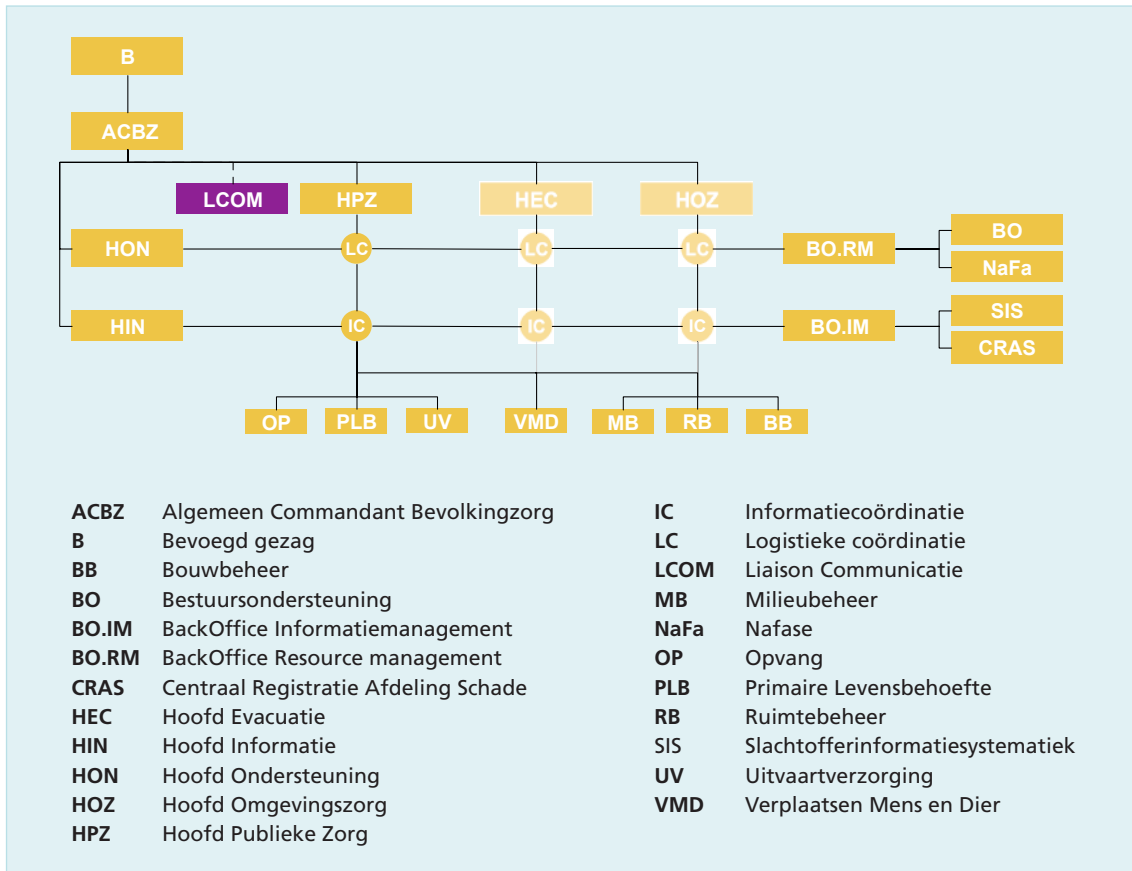 B
ACBZ
LCOM HPZ HEC HOZ
HON LC LC LC BO.RM BO
NaFa
HIN IC IC IC BO.IM SIS
CRAS
OP PLB UV VMD MB RB BB
ACBZ Algemeen Commandant Bevolkingzorg
B Bevoegd gezag
BB Bouwbeheer
BO Bestuursondersteuning
BO.IM BackOffice Informatiemanagement
BO.RM BackOffice Resource management
CRAS Centraal Registratie Afdeling Schade
HEC Hoofd Evacuatie
HIN Hoofd Informatie
HON Hoofd Ondersteuning
HOZ Hoofd Omgevingszorg
HPZ Hoofd Publieke Zorg
IC Informatiecoördinatie
LC Logistieke coördinatie
LCOM Liaison Communicatie
MB Milieubeheer
NaFa Nafase
OP Opvang
PLB Primaire Levensbehoefte
RB Ruimtebeheer
SIS Slachtofferinformatiesystematiek
UV Uitvaartverzorging
VMD Verplaatsen Mens en Dier